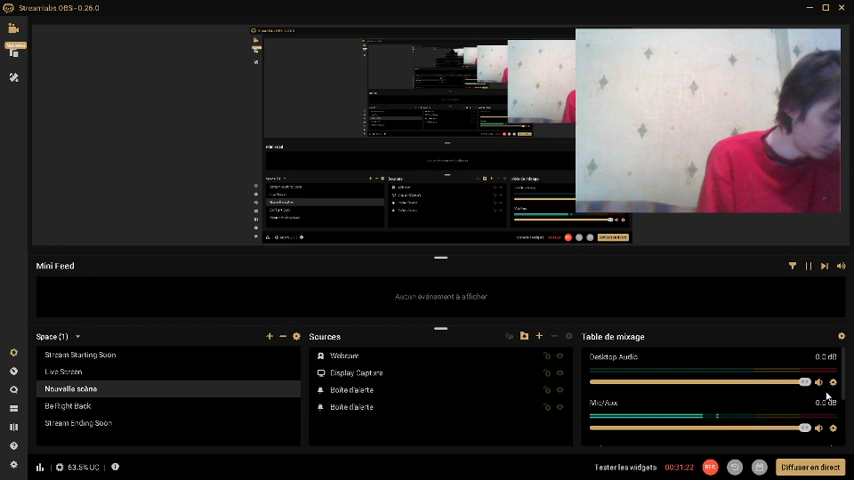 Streamlabs OBS - 0.26.0
Mini Feed
Aucun événement à afficher
Space (1)
Sources
Table de mixage
Stream Starting Soon
Live Screen
Nouvelle scène
Be Right Back
Stream Ending Soon
Webcam
Display Capture
Boîte d'alerte
Boîte d'alerte
Desktop Audio 0.0 dB
Mic/Aux 0.0 dB
53.5% UC
Tester les widgets 00:31:22 REC Diffuser en direct